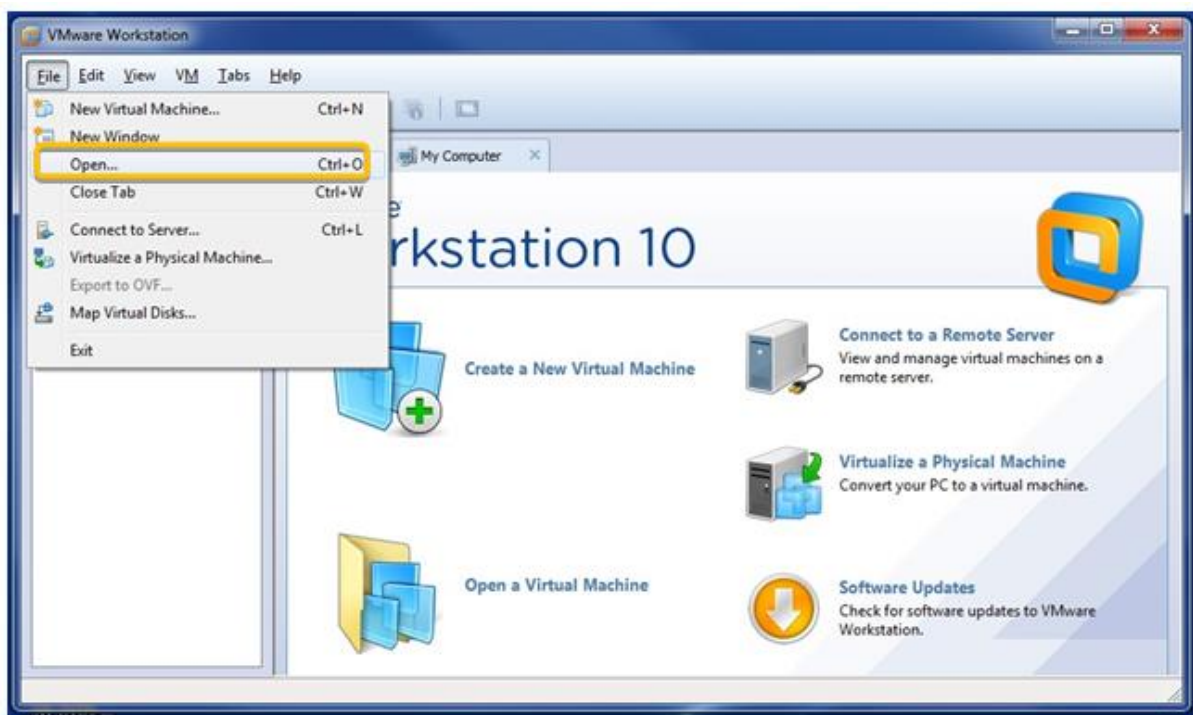 VMware Workstation
File Edit View VM Tabs Help
New Virtual Machine... Ctrl+N
New Window
Open... Ctrl+O
Close Tab Ctrl+W
Connect to Server... Ctrl+L
Virtualize a Physical Machine...
Export to OVF...
Map Virtual Disks...
Exit
My Computer
e
rkstation 10
Create a New Virtual Machine
Open a Virtual Machine
Connect to a Remote Server
View and manage virtual machines on a
remote server.
Virtualize a Physical Machine
Convert your PC to a virtual machine.
Software Updates
Check for software updates to VMware
Workstation.